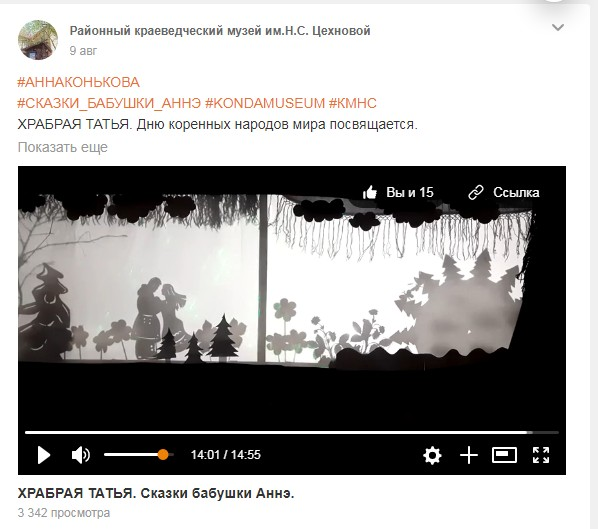 Районный краеведческий музей им.Н.С. Цехновой
9 авг
#АННАКОНЬКОВА
#СКАЗКИ_БАБУШКИ_АННЭ #KONDAMUSEUM #КМНС
ХРАБРАЯ ТАТЬЯ. Дню коренных народов мира посвящается.
Показать еще
Вы и 15 Ссылка
14:01 / 14:55
ХРАБРАЯ ТАТЬЯ. Сказки бабушки Аннэ.
3 342 просмотра